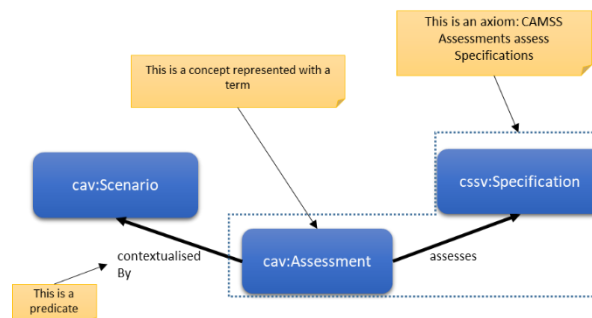 This is an axiom: CAMSS
Assessments assess
Specifications
This is a concept represented with a
term
cav:Scenario
cssv:Specification
contextualised
By
cav:Assessment
assesses
This is a
predicate